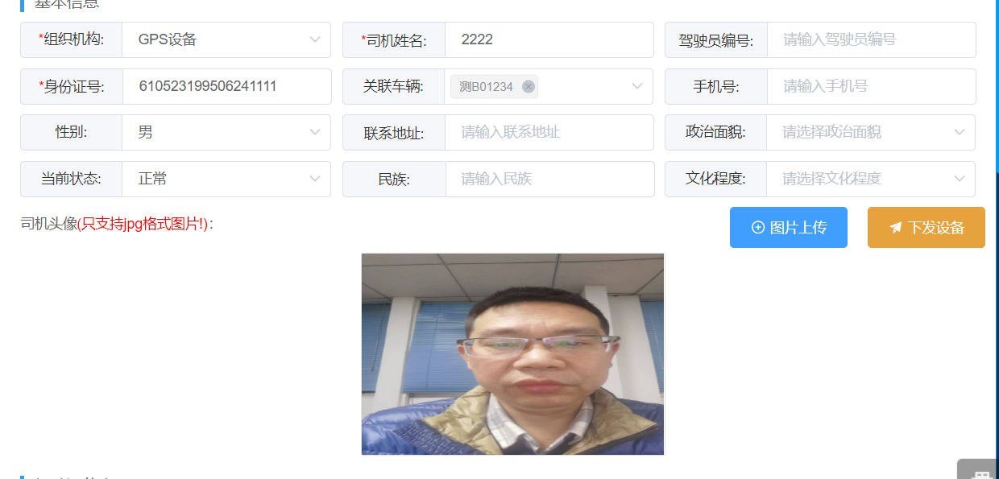 基本信息
*组织机构: GPS设备 *司机姓名: 2222 驾驶员编号: 请输入驾驶员编号
*身份证号: 610523199506241111 关联车辆: 测B01234 手机号: 请输入手机号
性别: 男 联系地址: 请输入联系地址 政治面貌: 请选择政治面貌
当前状态: 正常 民族: 请输入民族 文化程度: 请选择文化程度
司机头像(只支持jpg格式图片!): 图片上传 下发设备